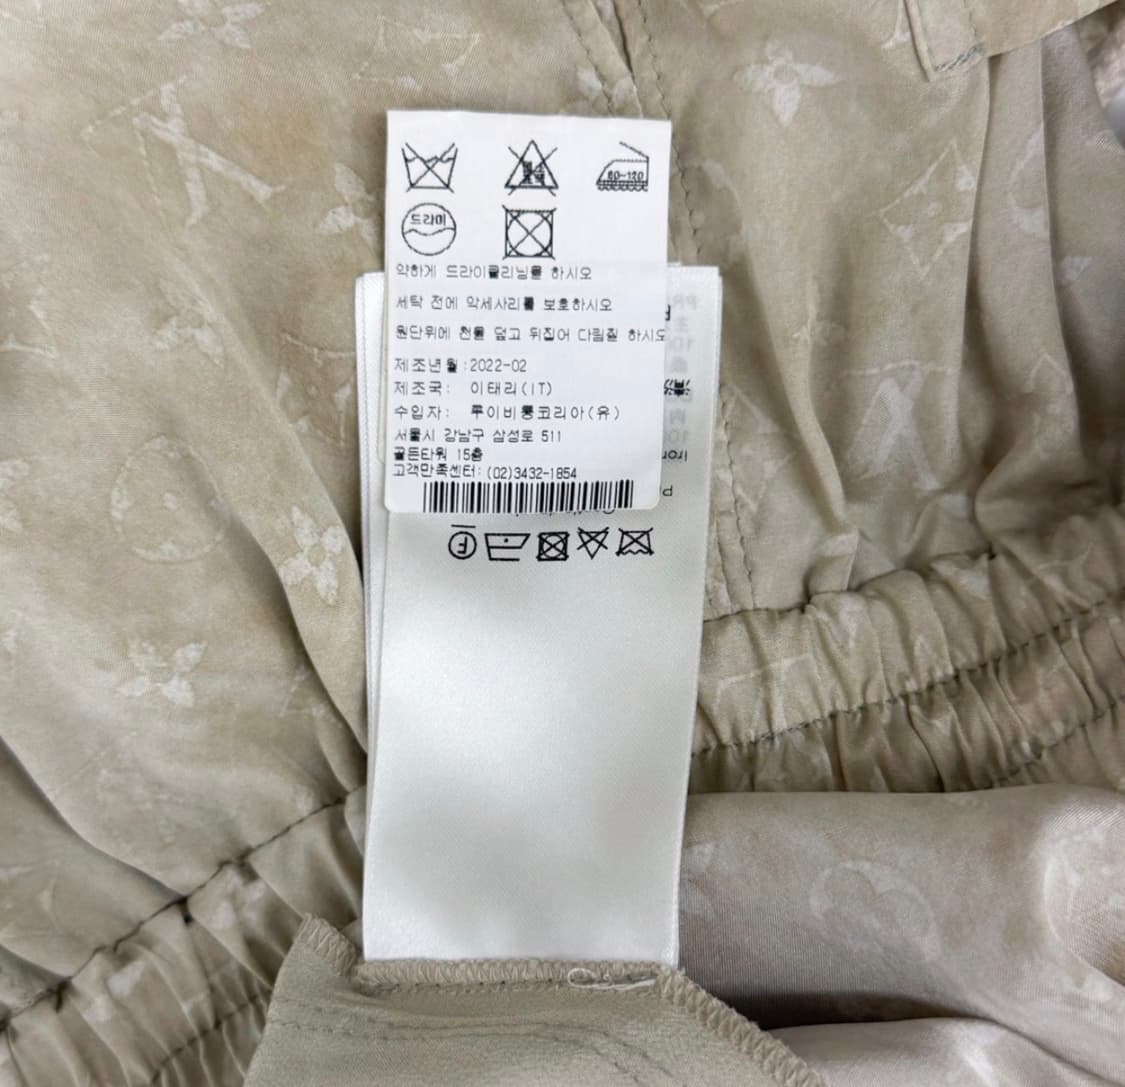 80-120
드라이
약하게 드라이클리닝를 하시오
세탁 전에 악세사리를 보호하시오
원단위에 천를 덮고 뒤집어 다림질 하시오
제조년월:2022-02
제조국: 이태리(IT)
수입자: 루이비통코리아(유)
서울시 강남구 삼성로 511
골든타워 15층
고객만족센터:(02)3432-1854
F